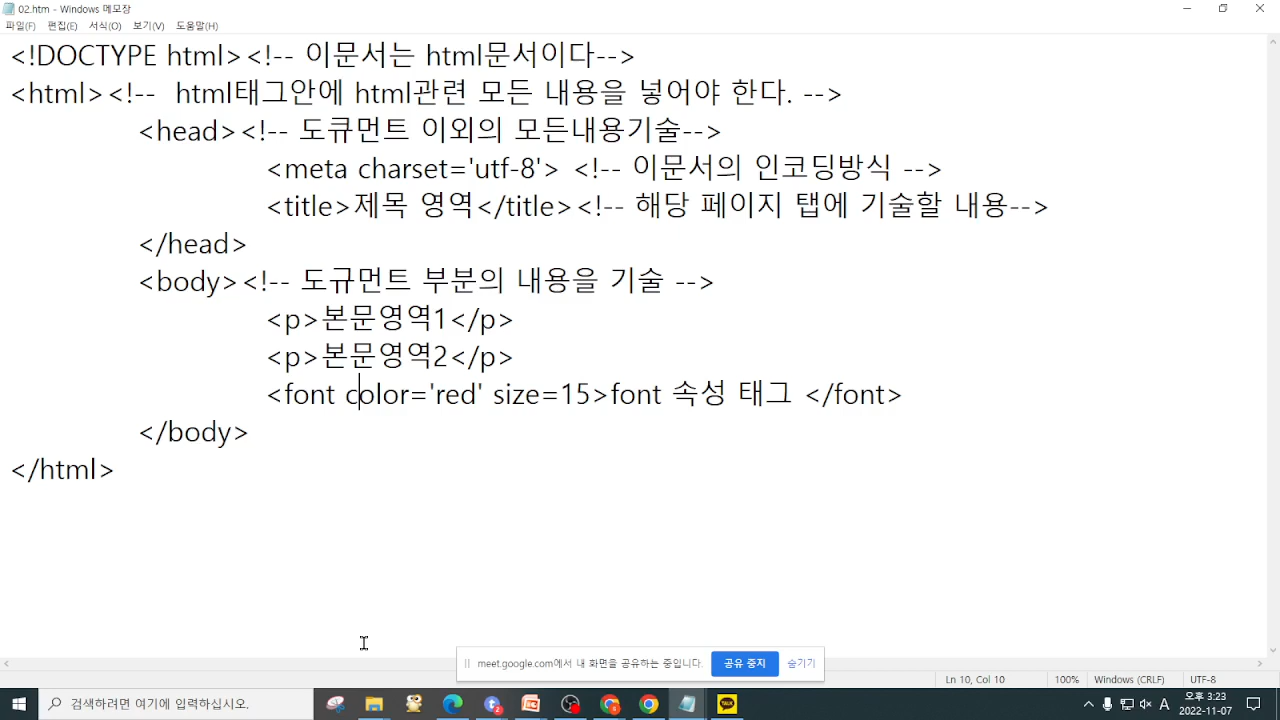 02.htm - Windows 메모장
파일(F) 편집(E) 서식(O) 보기(V) 도움말(H)
<!DOCTYPE html><!-- 이문서는 html문서이다-->
<html><!-- html태그안에 html관련 모든 내용을 넣어야 한다. -->
<head><!-- 도큐먼트 이외의 모든내용기술-->
<meta charset='utf-8'> <!-- 이문서의 인코딩방식 -->
<title>제목 영역</title><!-- 해당 페이지 탭에 기술할 내용-->
</head>
<body><!-- 도규먼트 부분의 내용을 기술 -->
<p>본문영역1</p>
<p>본문영역2</p>
<font color='red' size=15>font 속성 태그 </font>
</body>
</html>
meet.google.com에서 내 화면을 공유하는 중입니다. 공유 중지 숨기기
Ln 10, Col 10 100% Windows (CRLF) UTF-8
검색하려면 여기에 입력하십시오.
TALK
A
오후 3:23
2022-11-07